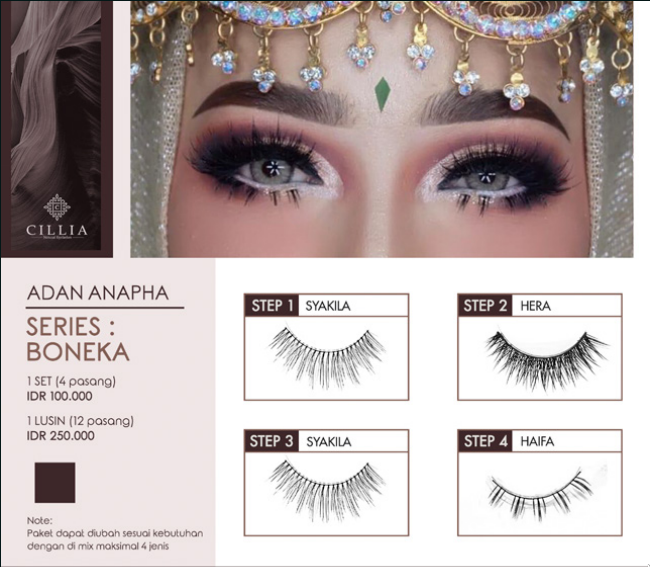 CILLIA
ADAN ANAPHA
SERIES :
BONEKA
1 SET (4 pasang)
IDR 100.000
1 LUSIN (12 pasang)
IDR 250.000
Note:
Paket dapat diubah sesuai kebutuhan
dengan di mix maksimal 4 jenis
STEP 1 SYAKILA
STEP 2 HERA
STEP 3 SYAKILA
STEP 4 HAIFA